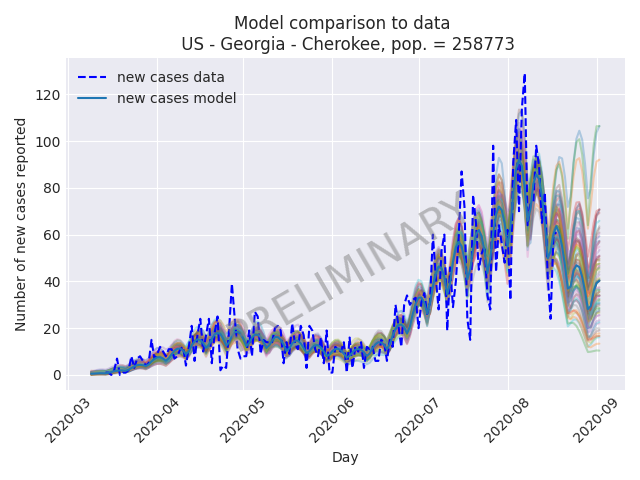 Model comparison to data
US - Georgia - Cherokee, pop. = 258773
new cases data
new cases model
PRELIMINARY
Number of new cases reported
120
100
80
60
40
20
0
2020-03
2020-04
2020-05
2020-06
2020-07
2020-08
2020-09
Day